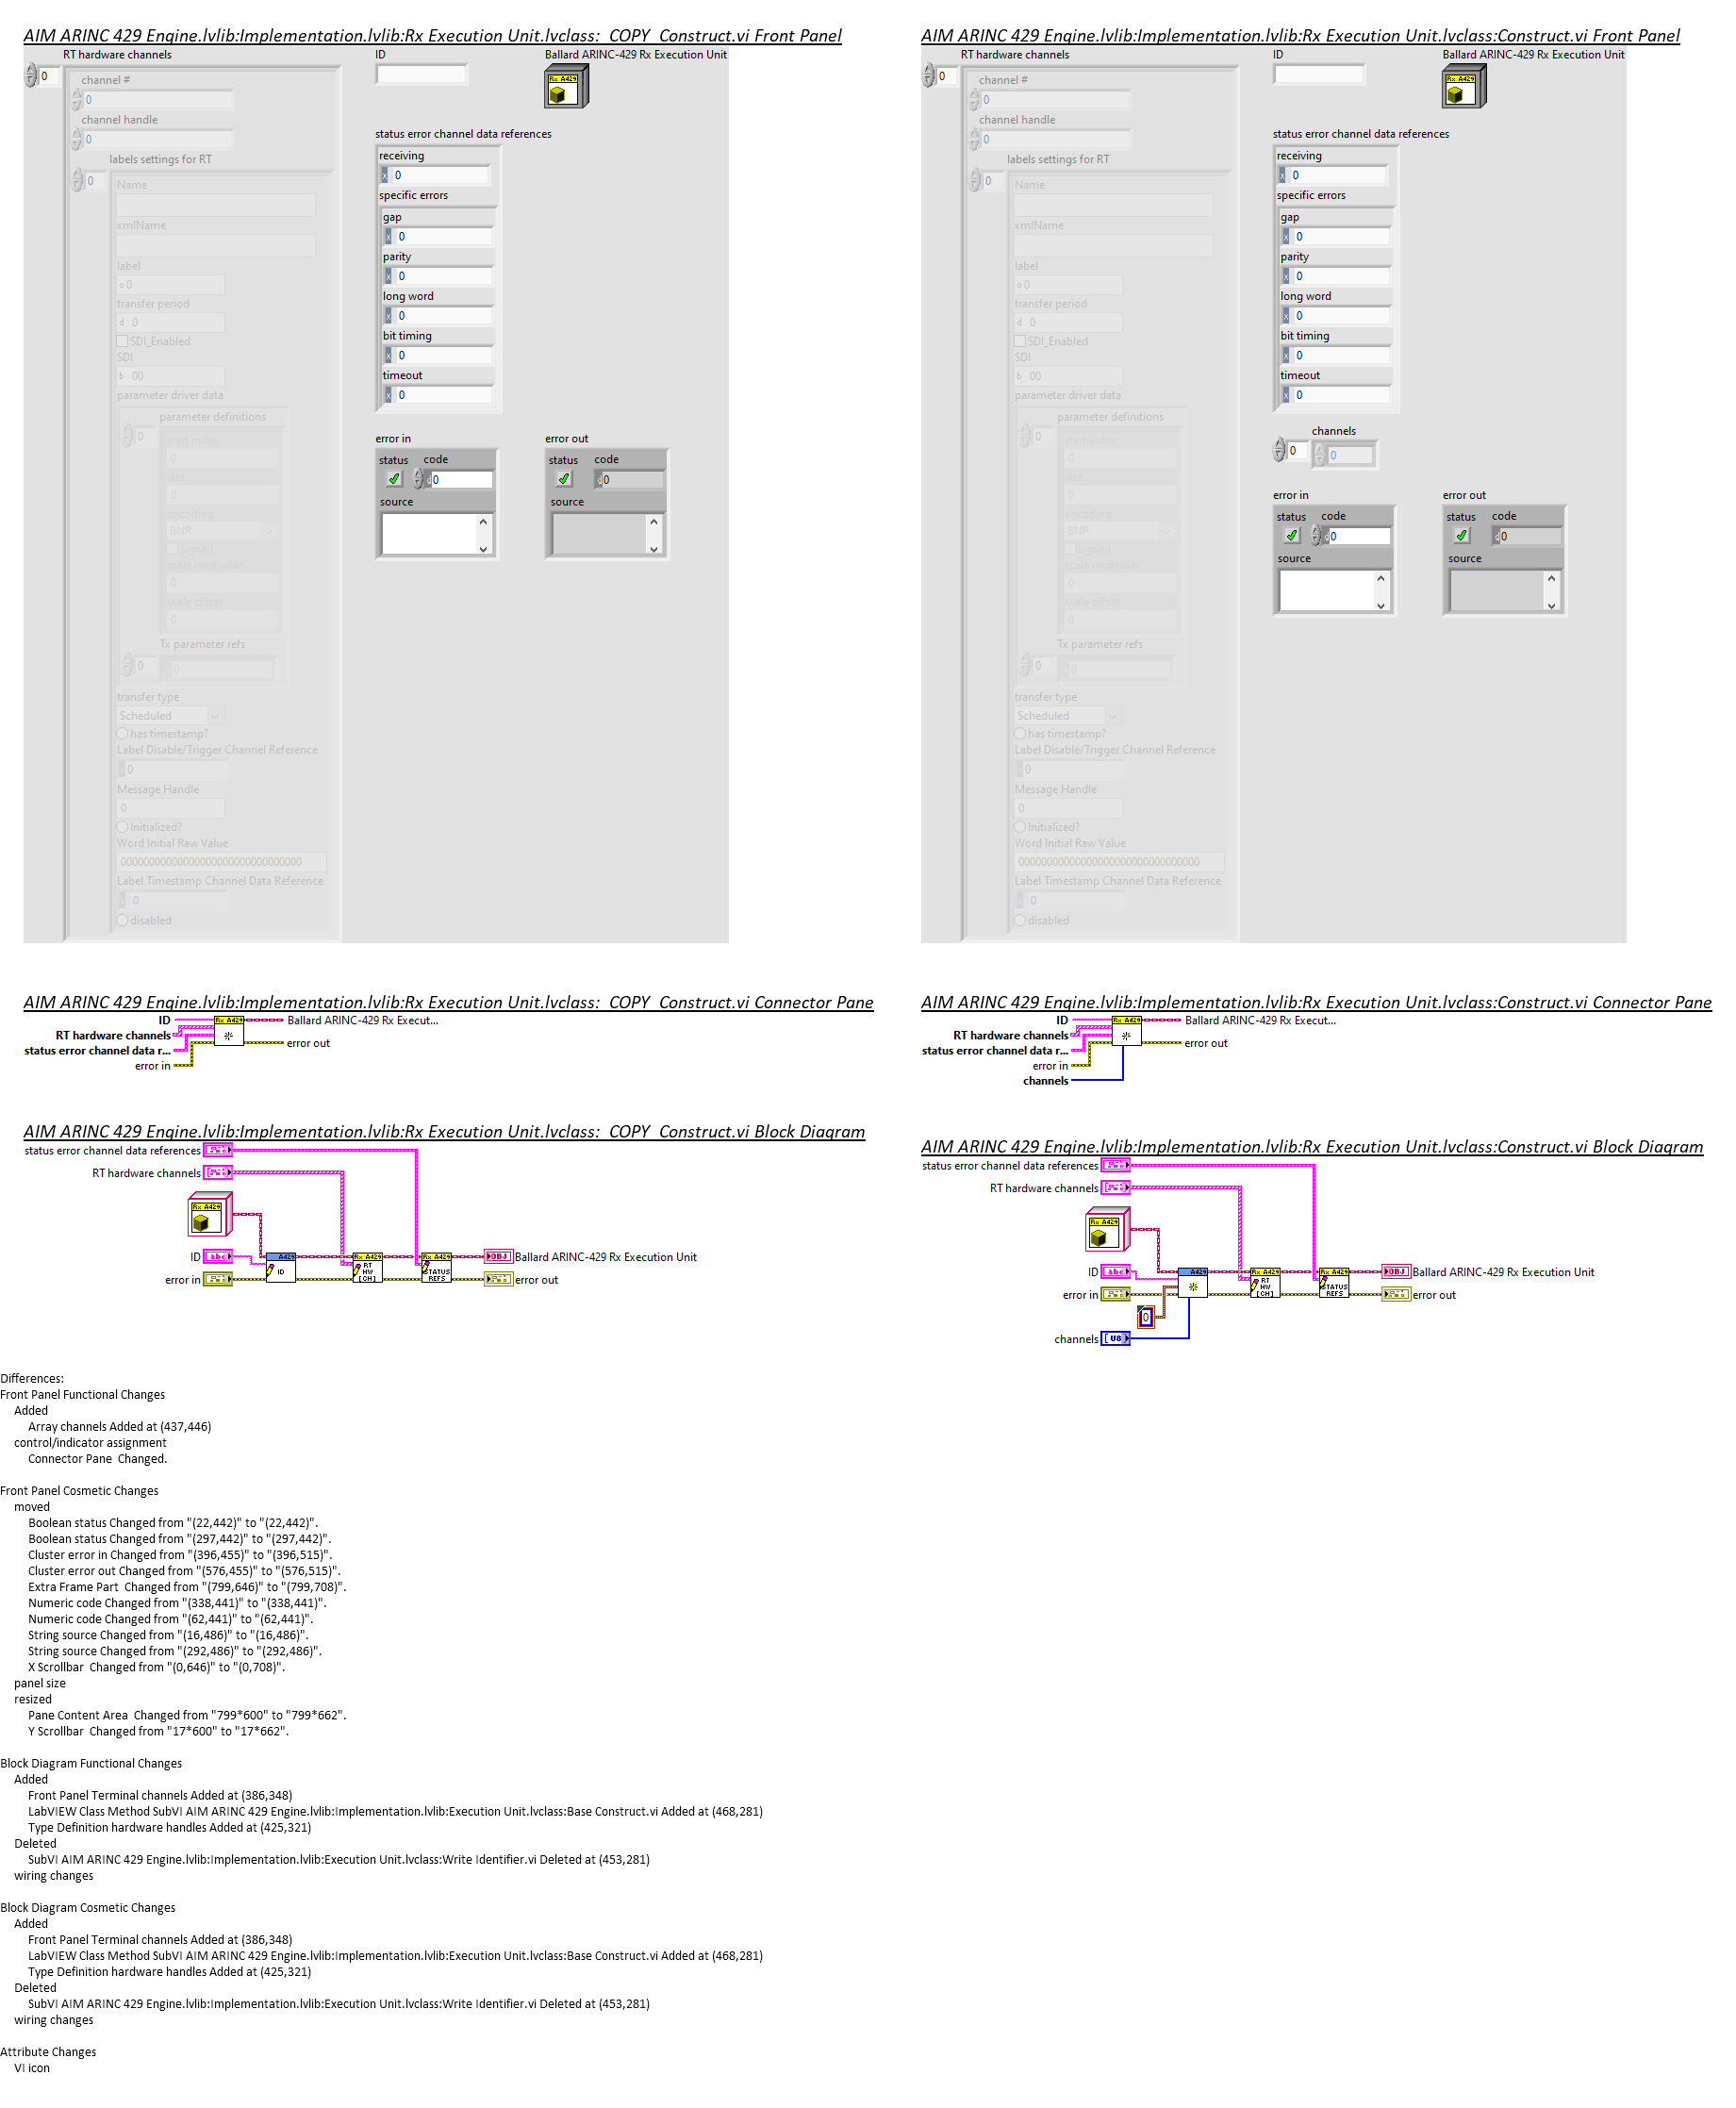 AIM ARINC 429 Engine.lvlib:Implementation.lvlib:Rx Execution Unit.lvclass:_COPY_Construct.vi Front Panel
RT hardware channels
0
channel #
0
channel handle
0
labels settings for RT
0
Name
xmlName
label
o 0
transfer period
d 0
SDI_Enabled
SDI
b 00
parameter driver data
parameter definitions
0
start index
0
size
0
encoding
BNR
signed
scale multiplier
0
scale offset
0
Tx parameter refs
0
0
transfer type
Scheduled
has timestamp?
Label Disable/Trigger Channel Reference
0
Message Handle
0
Initialized?
Word Initial Raw Value
00000000000000000000000000000000
Label Timestamp Channel Data Reference
x 0
disabled
ID
Ballard ARINC-429 Rx Execution Unit
Rx A429
status error channel data references
receiving
x 0
specific errors
gap
x 0
parity
x 0
long word
x 0
bit timing
x 0
timeout
x 0
error in
status code
d0
source
error out
status code
d0
source
AIM ARINC 429 Engine.lvlib:Implementation.lvlib:Rx Execution Unit.lvclass:Construct.vi Front Panel
RT hardware channels
0
channel #
0
channel handle
0
labels settings for RT
0
Name
xmlName
label
o 0
transfer period
d 0
SDI_Enabled
SDI
b 00
parameter driver data
parameter definitions
0
start index
0
size
0
encoding
BNR
signed
scale multiplier
0
scale offset
0
Tx parameter refs
0
0
transfer type
Scheduled
has timestamp?
Label Disable/Trigger Channel Reference
0
Message Handle
0
Initialized?
Word Initial Raw Value
00000000000000000000000000000000
Label Timestamp Channel Data Reference
x 0
disabled
ID
Ballard ARINC-429 Rx Execution Unit
Rx A429
status error channel data references
receiving
x 0
specific errors
gap
x 0
parity
x 0
long word
x 0
bit timing
x 0
timeout
x 0
channels
0
0
error in
status code
d0
source
error out
status code
d0
source
AIM ARINC 429 Engine.lvlib:Implementation.lvlib:Rx Execution Unit.lvclass:_COPY_Construct.vi Connector Pane
ID
Rx A429
Ballard ARINC-429 Rx Execut...
RT hardware channels
error out
status error channel data r...
error in
AIM ARINC 429 Engine.lvlib:Implementation.lvlib:Rx Execution Unit.lvclass:Construct.vi Connector Pane
ID
Rx A429
Ballard ARINC-429 Rx Execut...
RT hardware channels
error out
status error channel data r...
error in
channels
AIM ARINC 429 Engine.lvlib:Implementation.lvlib:Rx Execution Unit.lvclass:_COPY_Construct.vi Block Diagram
status error channel data references
RT hardware channels
Rx A429
ID
abc
A429
ID
Rx A429
RT
HW
[CH]
Rx A429
STATUS
REFS
OBJ
Ballard ARINC-429 Rx Execution Unit
error in
error out
AIM ARINC 429 Engine.lvlib:Implementation.lvlib:Rx Execution Unit.lvclass:Construct.vi Block Diagram
status error channel data references
RT hardware channels
Rx A429
ID
abc
A429
Rx A429
RT
HW
[CH]
Rx A429
STATUS
REFS
OBJ
Ballard ARINC-429 Rx Execution Unit
error in
error out
0
channels
[U8]
Differences:
Front Panel Functional Changes
Added
Array channels Added at (437,446)
control/indicator assignment
Connector Pane  Changed.
Front Panel Cosmetic Changes
moved
Boolean status Changed from "(22,442)" to "(22,442)".
Boolean status Changed from "(297,442)" to "(297,442)".
Cluster error in Changed from "(396,455)" to "(396,515)".
Cluster error out Changed from "(576,455)" to "(576,515)".
Extra Frame Part  Changed from "(799,646)" to "(799,708)".
Numeric code Changed from "(338,441)" to "(338,441)".
Numeric code Changed from "(62,441)" to "(62,441)".
String source Changed from "(16,486)" to "(16,486)".
String source Changed from "(292,486)" to "(292,486)".
X Scrollbar  Changed from "(0,646)" to "(0,708)".
panel size
resized
Pane Content Area  Changed from "799*600" to "799*662".
Y Scrollbar  Changed from "17*600" to "17*662".
Block Diagram Functional Changes
Added
Front Panel Terminal channels Added at (386,348)
LabVIEW Class Method SubVI AIM ARINC 429 Engine.lvlib:Implementation.lvlib:Execution Unit.lvclass:Base Construct.vi Added at (468,281)
Type Definition hardware handles Added at (425,321)
Deleted
SubVI AIM ARINC 429 Engine.lvlib:Implementation.lvlib:Execution Unit.lvclass:Write Identifier.vi Deleted at (453,281)
wiring changes
Block Diagram Cosmetic Changes
Added
Front Panel Terminal channels Added at (386,348)
LabVIEW Class Method SubVI AIM ARINC 429 Engine.lvlib:Implementation.lvlib:Execution Unit.lvclass:Base Construct.vi Added at (468,281)
Type Definition hardware handles Added at (425,321)
Deleted
SubVI AIM ARINC 429 Engine.lvlib:Implementation.lvlib:Execution Unit.lvclass:Write Identifier.vi Deleted at (453,281)
wiring changes
Attribute Changes
VI icon